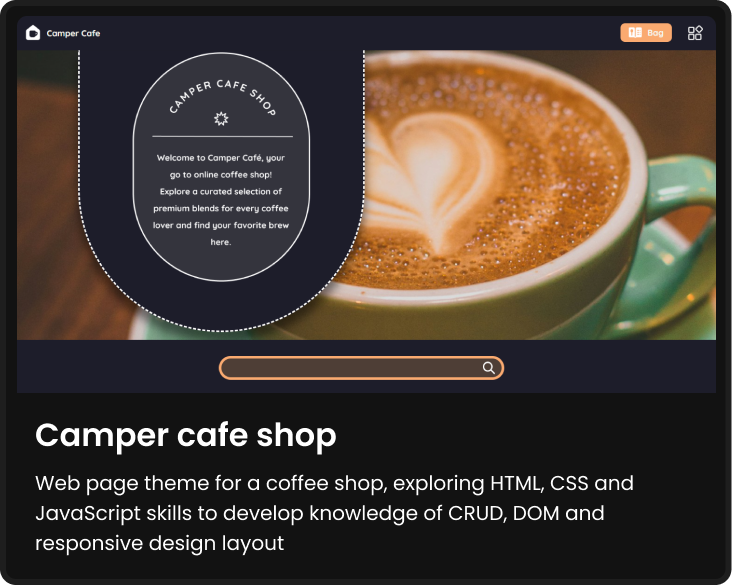 Camper Cafe
Bag
CAMPER CAFE SHOP
Welcome to Camper Café, your
go to online coffee shop!
Explore a curated selection of
premium blends for every coffee
lover and find your favorite brew
here.
Camper cafe shop
Web page theme for a coffee shop, exploring HTML, CSS and
JavaScript skills to develop knowledge of CRUD, DOM and
responsive design layout